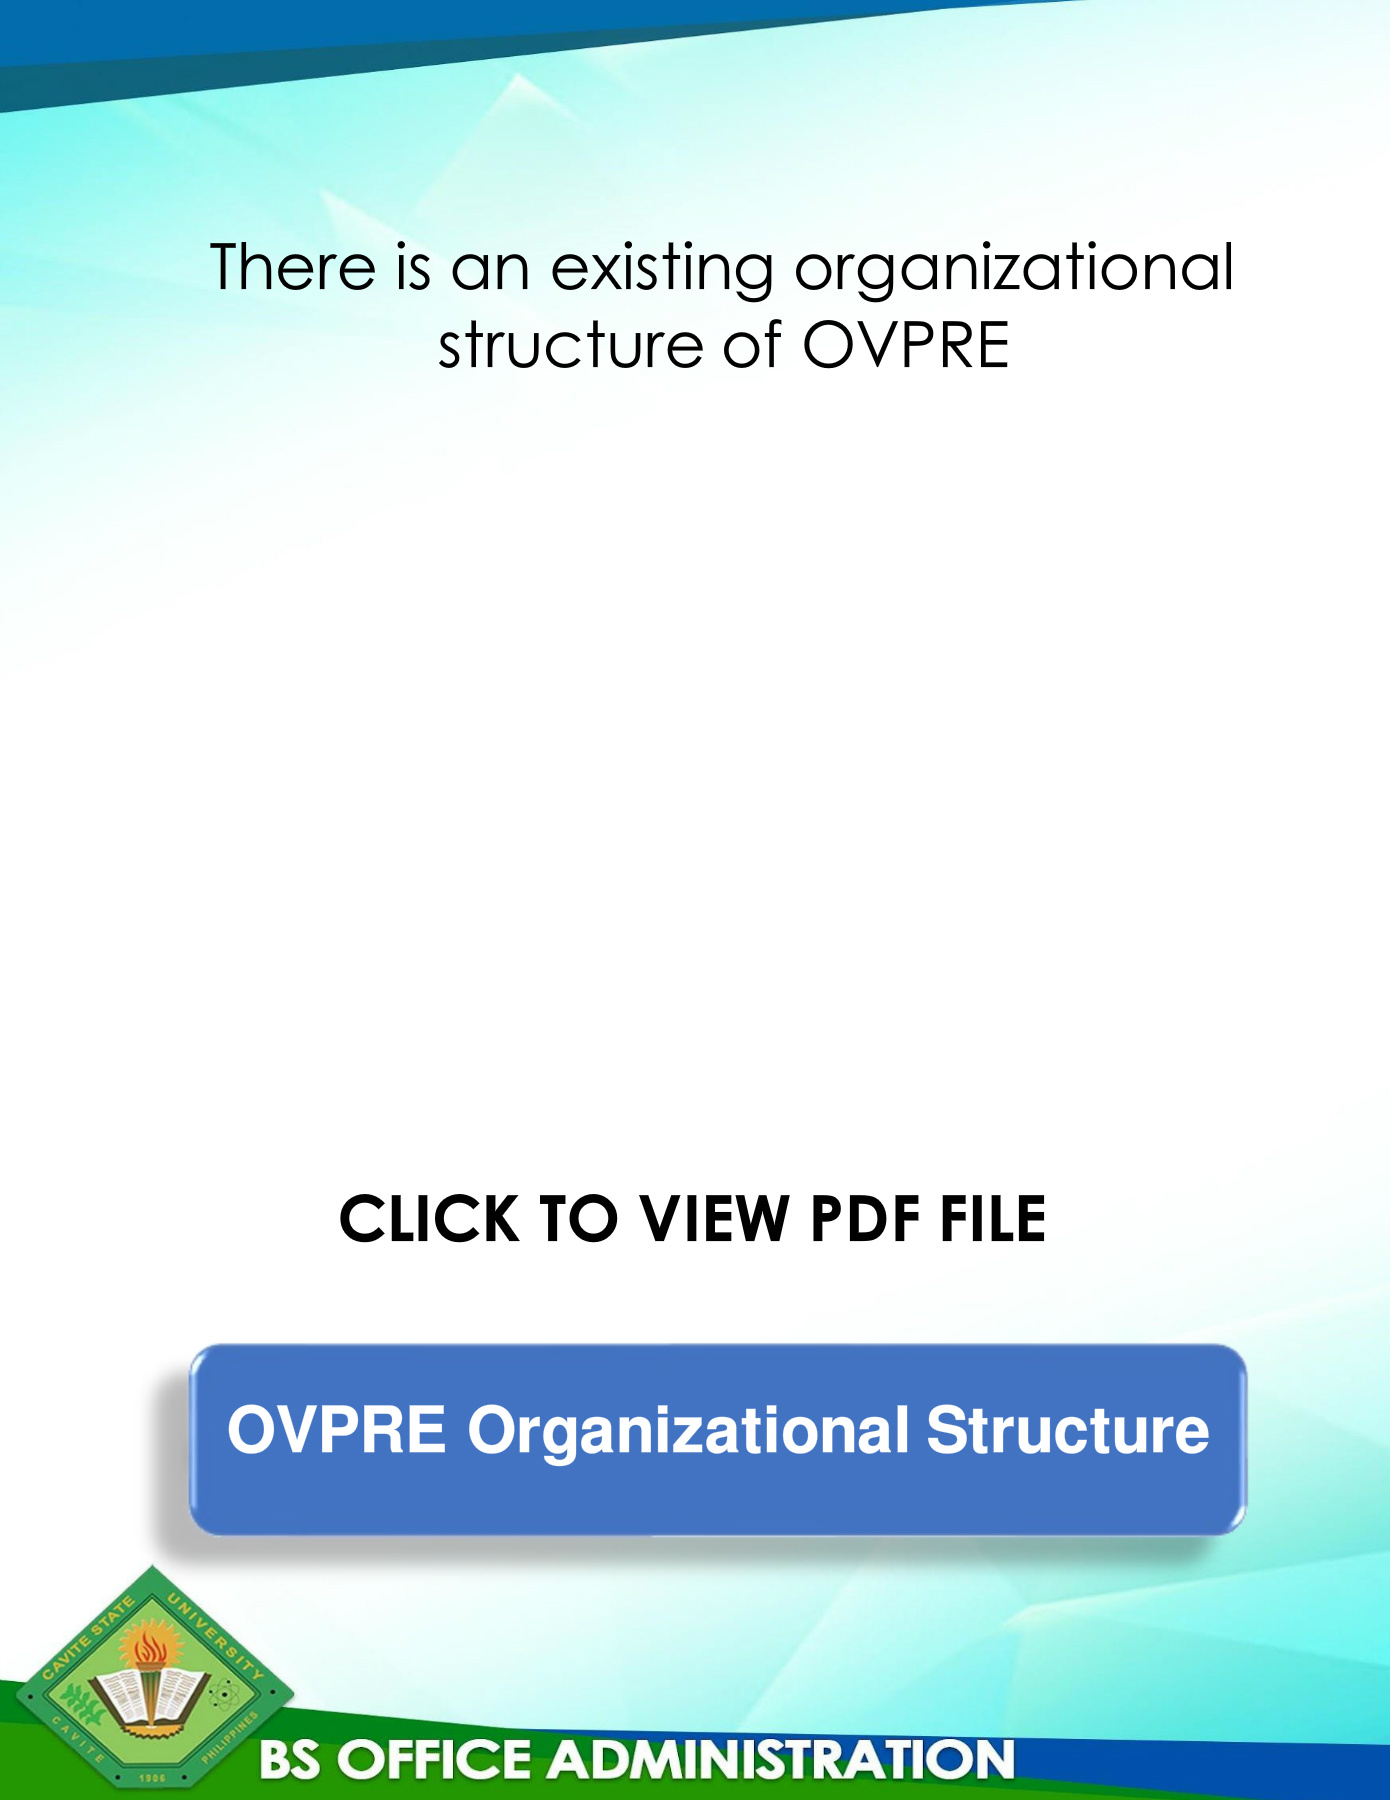 There is an existing organizational
structure of OVPRE
CLICK TO VIEW PDF FILE
OVPRE Organizational Structure
CAVITE STATE UNIVERSITY
CAVITE
PHILIPPINES
1906
BS OFFICE ADMINISTRATION